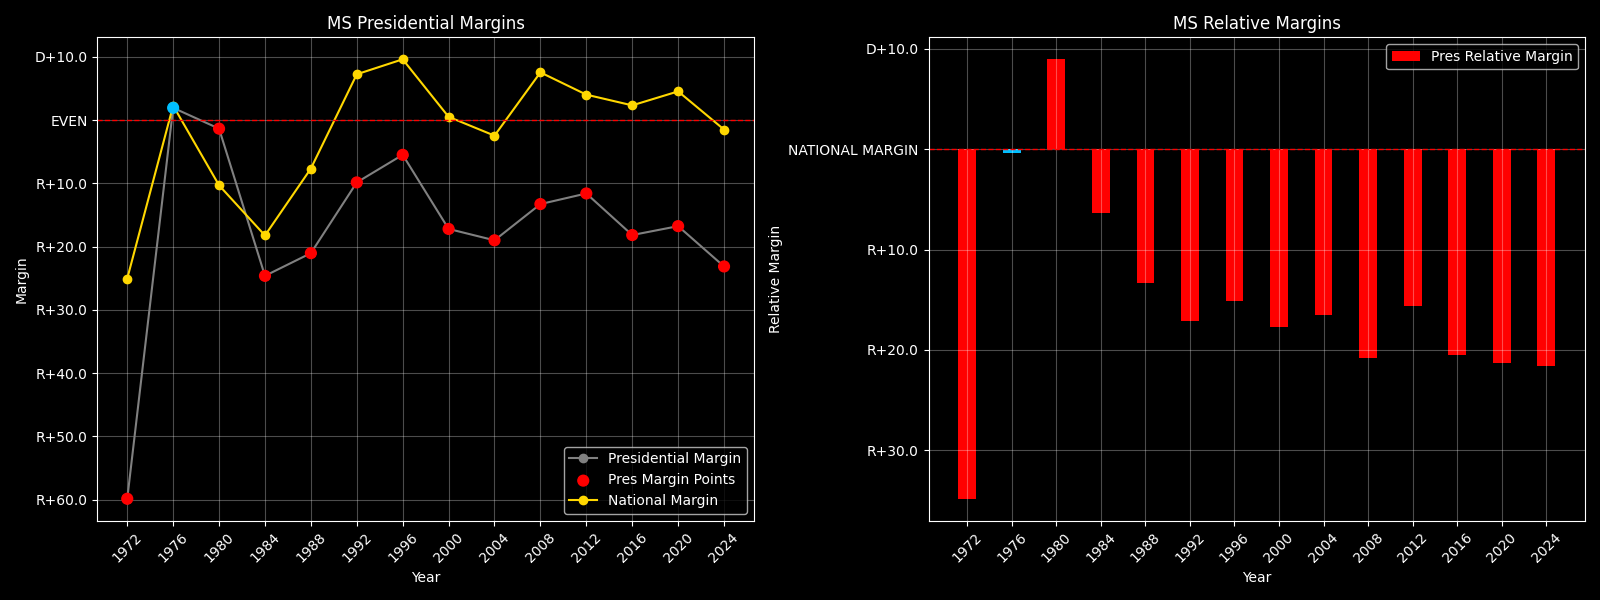 MS Presidential Margins
Margin
D+10.0
EVEN
R+10.0
R+20.0
R+30.0
R+40.0
R+50.0
R+60.0
Presidential Margin
Pres Margin Points
National Margin
1972 1976 1980 1984 1988 1992 1996 2000 2004 2008 2012 2016 2020 2024
Year
MS Relative Margins
Relative Margin
D+10.0
NATIONAL MARGIN
R+10.0
R+20.0
R+30.0
Pres Relative Margin
1972 1976 1980 1984 1988 1992 1996 2000 2004 2008 2012 2016 2020 2024
Year